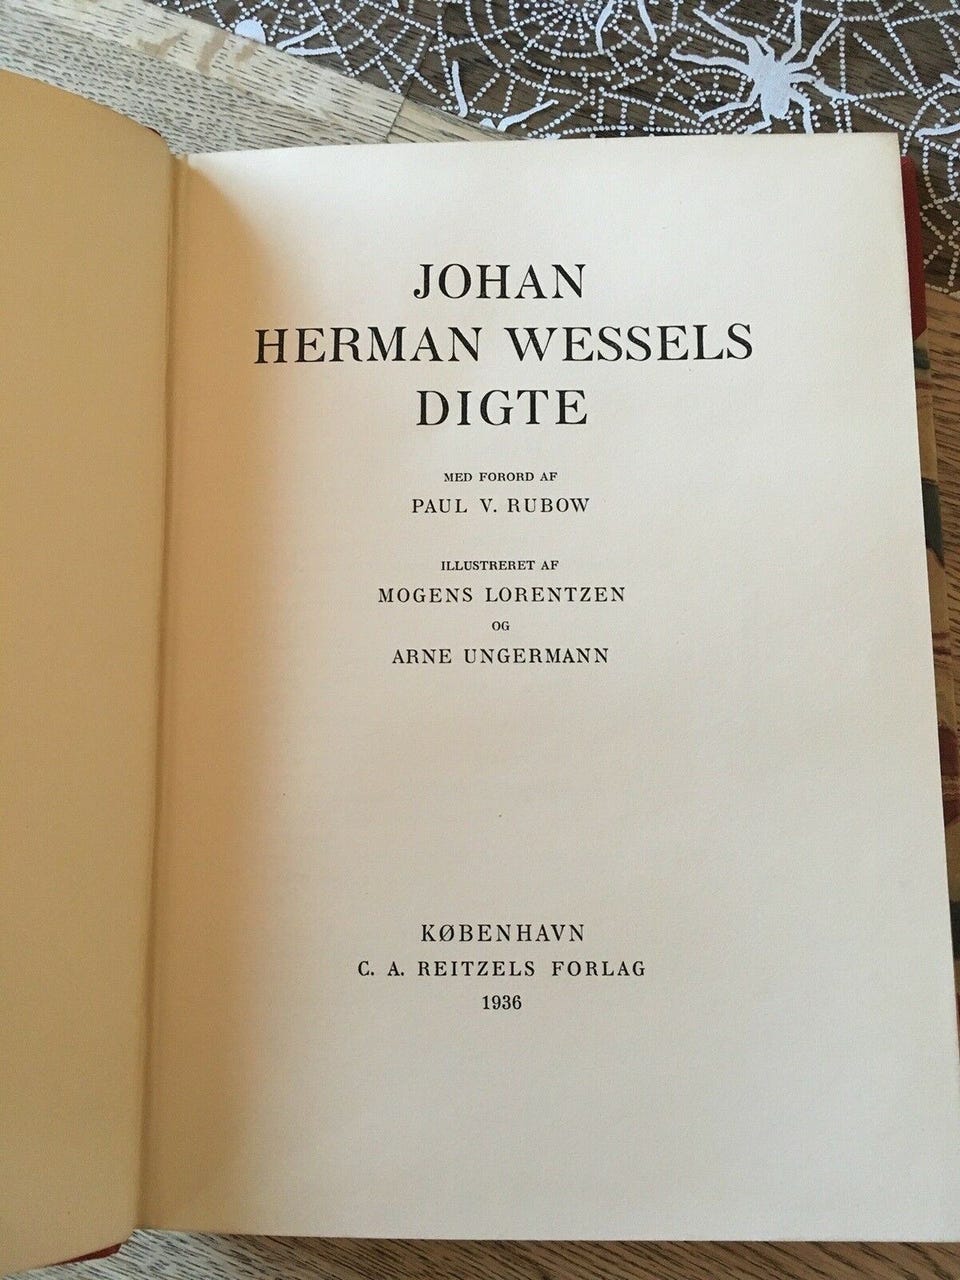 JOHAN
HERMAN WESSELS
DIGTE
MED FORORD AF
PAUL V. RUBOW
ILLUSTRERET AF
MOGENS LORENTZEN
OG
ARNE UNGERMANN
KØBENHAVN
C. A. REITZELS FORLAG
1936